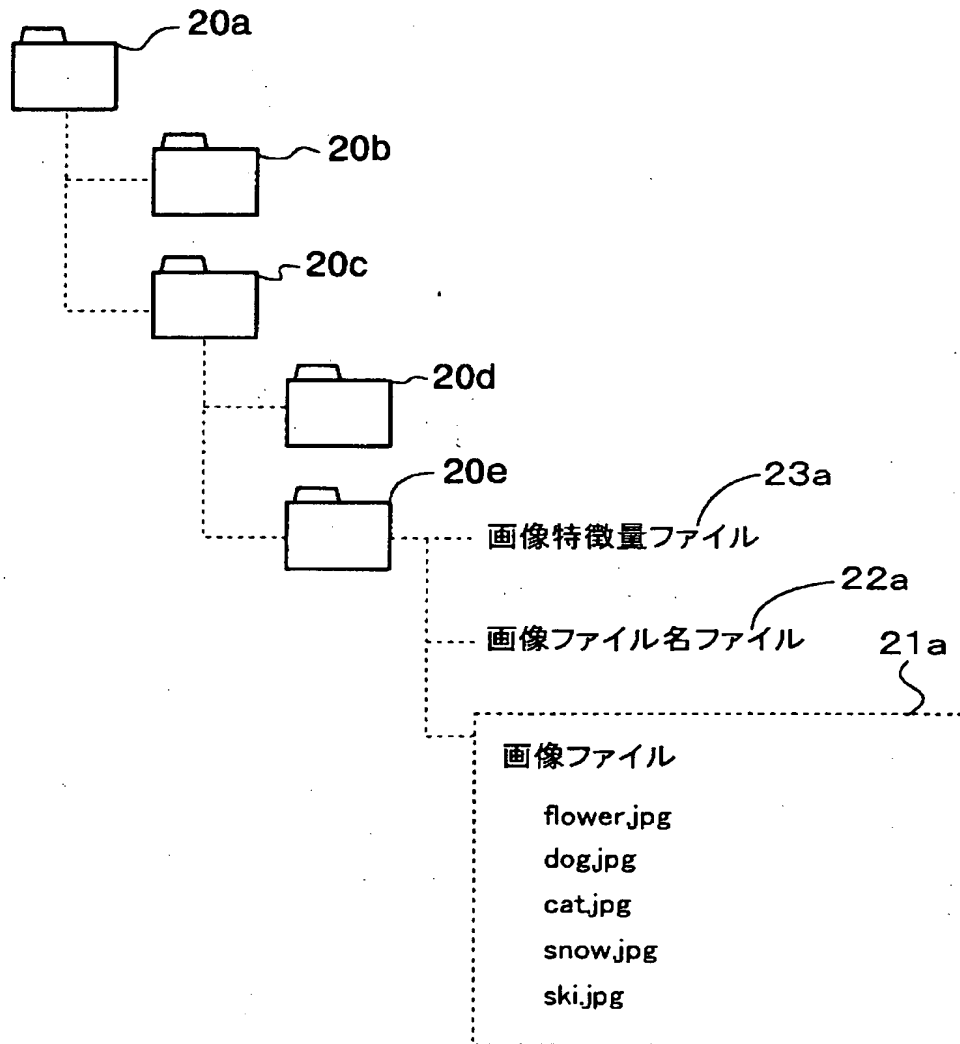 20a
20b
20c
20d
20e
23a
画像特徴量ファイル
22a
画像ファイル名ファイル
21a
画像ファイル
flower.jpg
dog.jpg
cat.jpg
snow.jpg
ski.jpg